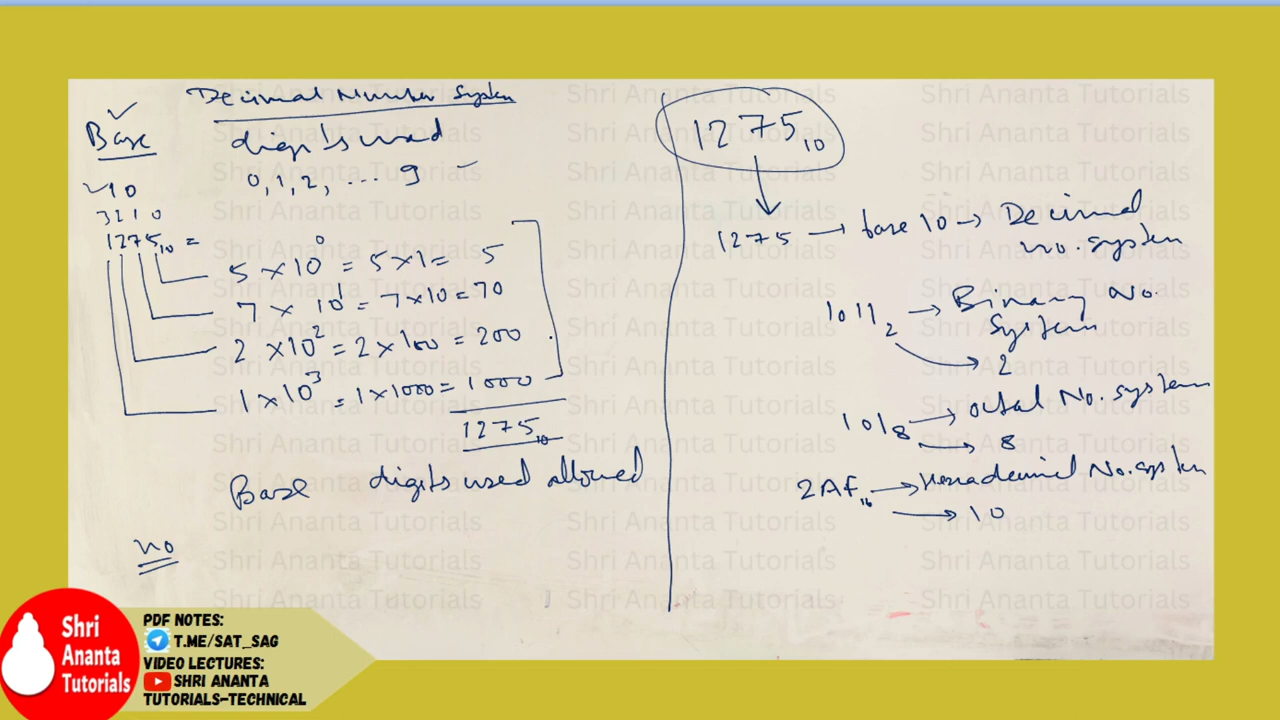 Decimal Number System
Base
digits used
10
0,1,2, ... 9
3210
1275₁₀ =
5 × 10⁰ = 5×1 = 5
7 × 10¹ = 7×10 = 70
2 ×10² = 2×100 = 200
1×10³ = 1×1000 = 1000
1275₁₀
Base digits used allowed
no
1275₁₀
1275 → base 10 → Decimal
no system
1011₂ → Binary No.
System
→ 2
101₈ → Octal No. system
→ 8
2AF₁₆ → Hexadecimal No. system
→ 10
Shri
Ananta
Tutorials
PDF NOTES:
T.ME/SAT_SAG
VIDEO LECTURES:
SHRI ANANTA
TUTORIALS-TECHNICAL
Shri Ananta Tutorials